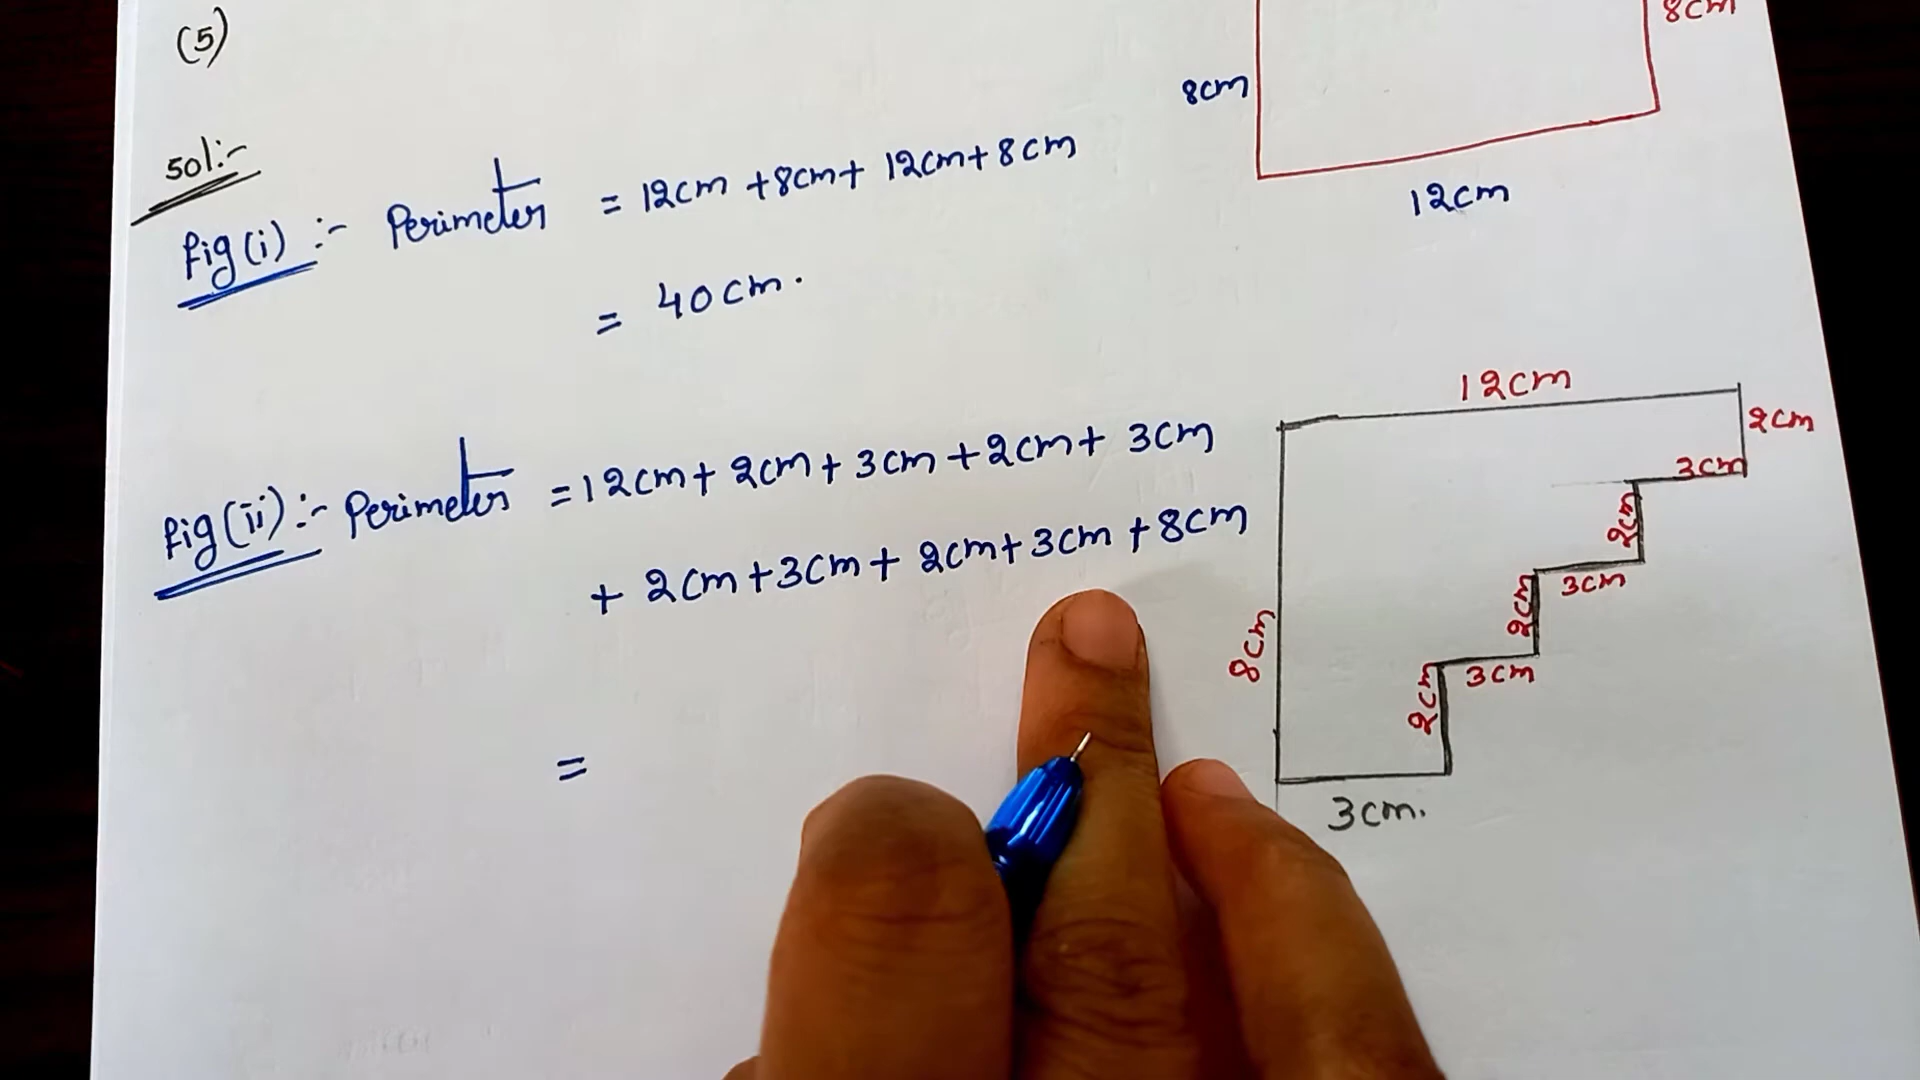 (5)
8cm
8cm
12cm
Sol:-
Fig(i) :- Perimeter = 12cm +8cm+ 12cm+8cm
= 40cm.
12cm
2cm
3cm
2cm
3cm
2cm
3cm
2cm
8cm
3cm.
Fig(ii):- Perimeter =12cm+ 2cm+3cm+2cm+ 3cm
+ 2cm+3cm+ 2cm+3cm+8cm
=